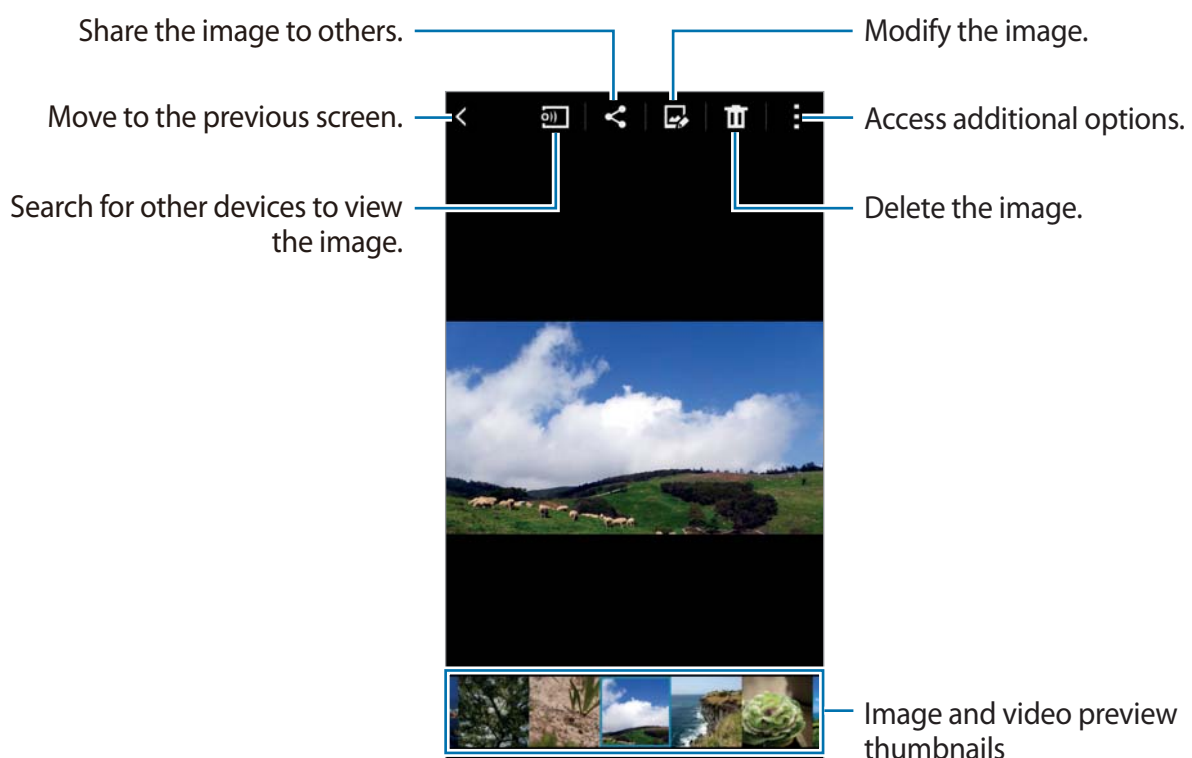 Share the image to others.
Modify the image.
Move to the previous screen.
Access additional options.
Search for other devices to view
the image.
Delete the image.
Image and video preview
thumbnails